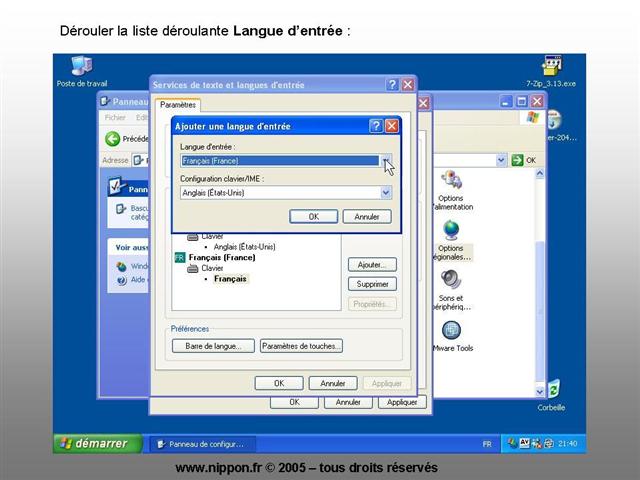 Dérouler la liste déroulante Langue d'entrée :
Poste de travail
7-Zip_3.13.exe
Services de texte et langues d'entrée
Panneau
Paramètres
Fichier
Ajouter une langue d'entrée
Précéde
Adresse
OK
Langue d'entrée :
Français (France)
Configuration clavier/IME :
Anglais (États-Unis)
OK
Annuler
Pann
Bascu
catég
Voir auss
Windo
Aide e
Clavier
Anglais (États-Unis)
FR
Français (France)
Clavier
Français
Ajouter...
Supprimer
Propriétés...
Préférences
Barre de langue...
Paramètres de touches...
OK
Annuler
Appliquer
OK
Annuler
Appliquer
Options
d'alimentation
Options
régionales...
Sons et
périphériq...
VMware Tools
er-204...
Corbeille
démarrer
Panneau de configur...
FR
21:40
www.nippon.fr © 2005 – tous droits réservés